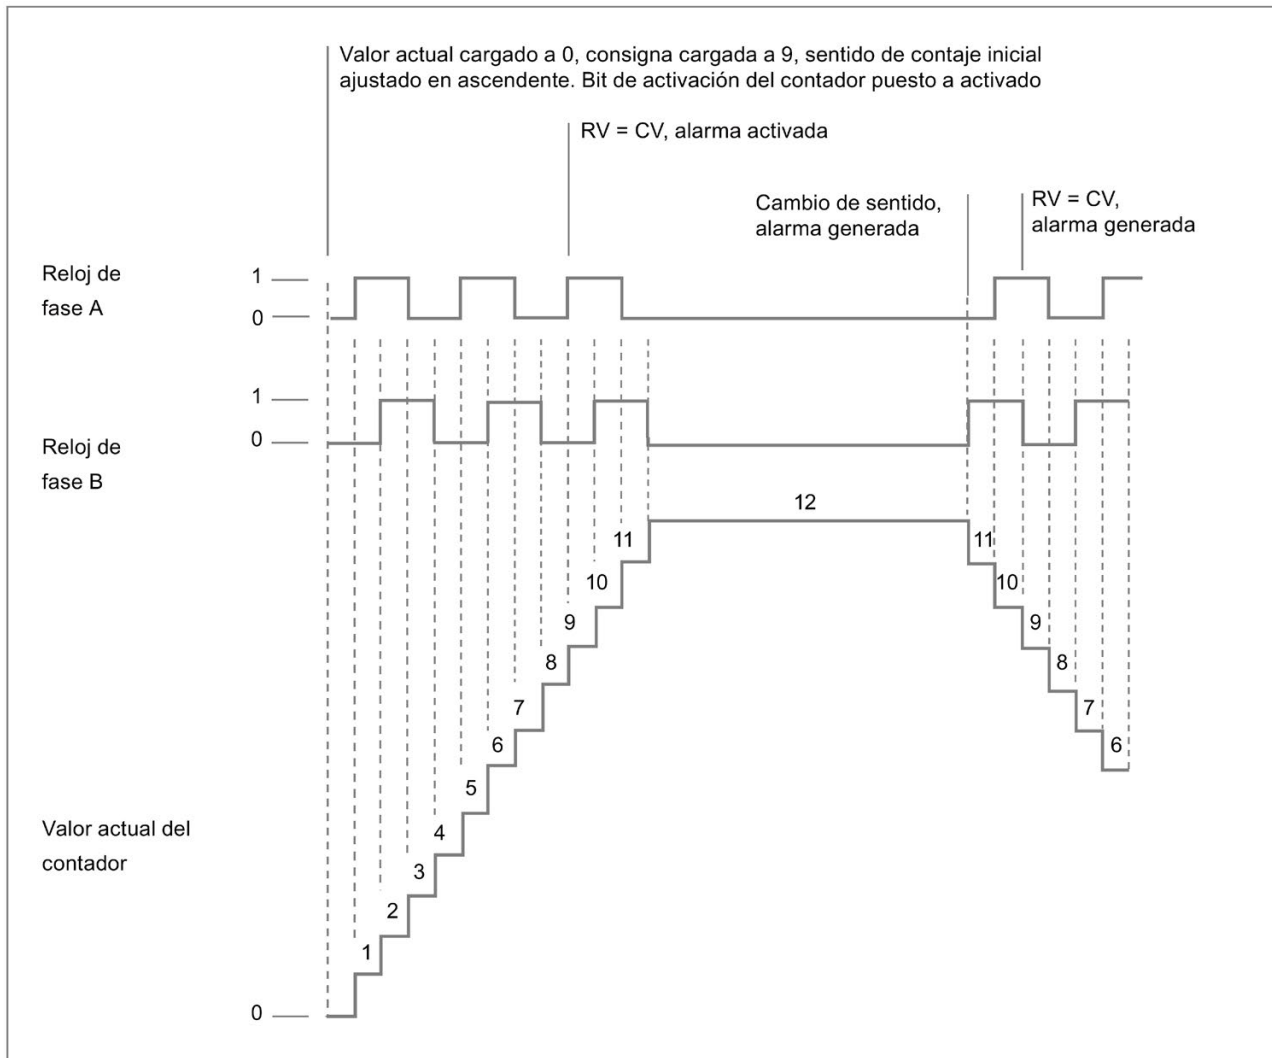 Valor actual cargado a 0, consigna cargada a 9, sentido de contaje inicial
ajustado en ascendente. Bit de activación del contador puesto a activado
RV = CV, alarma activada
Cambio de sentido,
alarma generada
RV = CV,
alarma generada
Reloj de
fase A
1
0
Reloj de
fase B
1
0
12
11
10
9
8
7
6
5
4
3
2
1
0
11
10
9
8
7
6
Valor actual del
contador